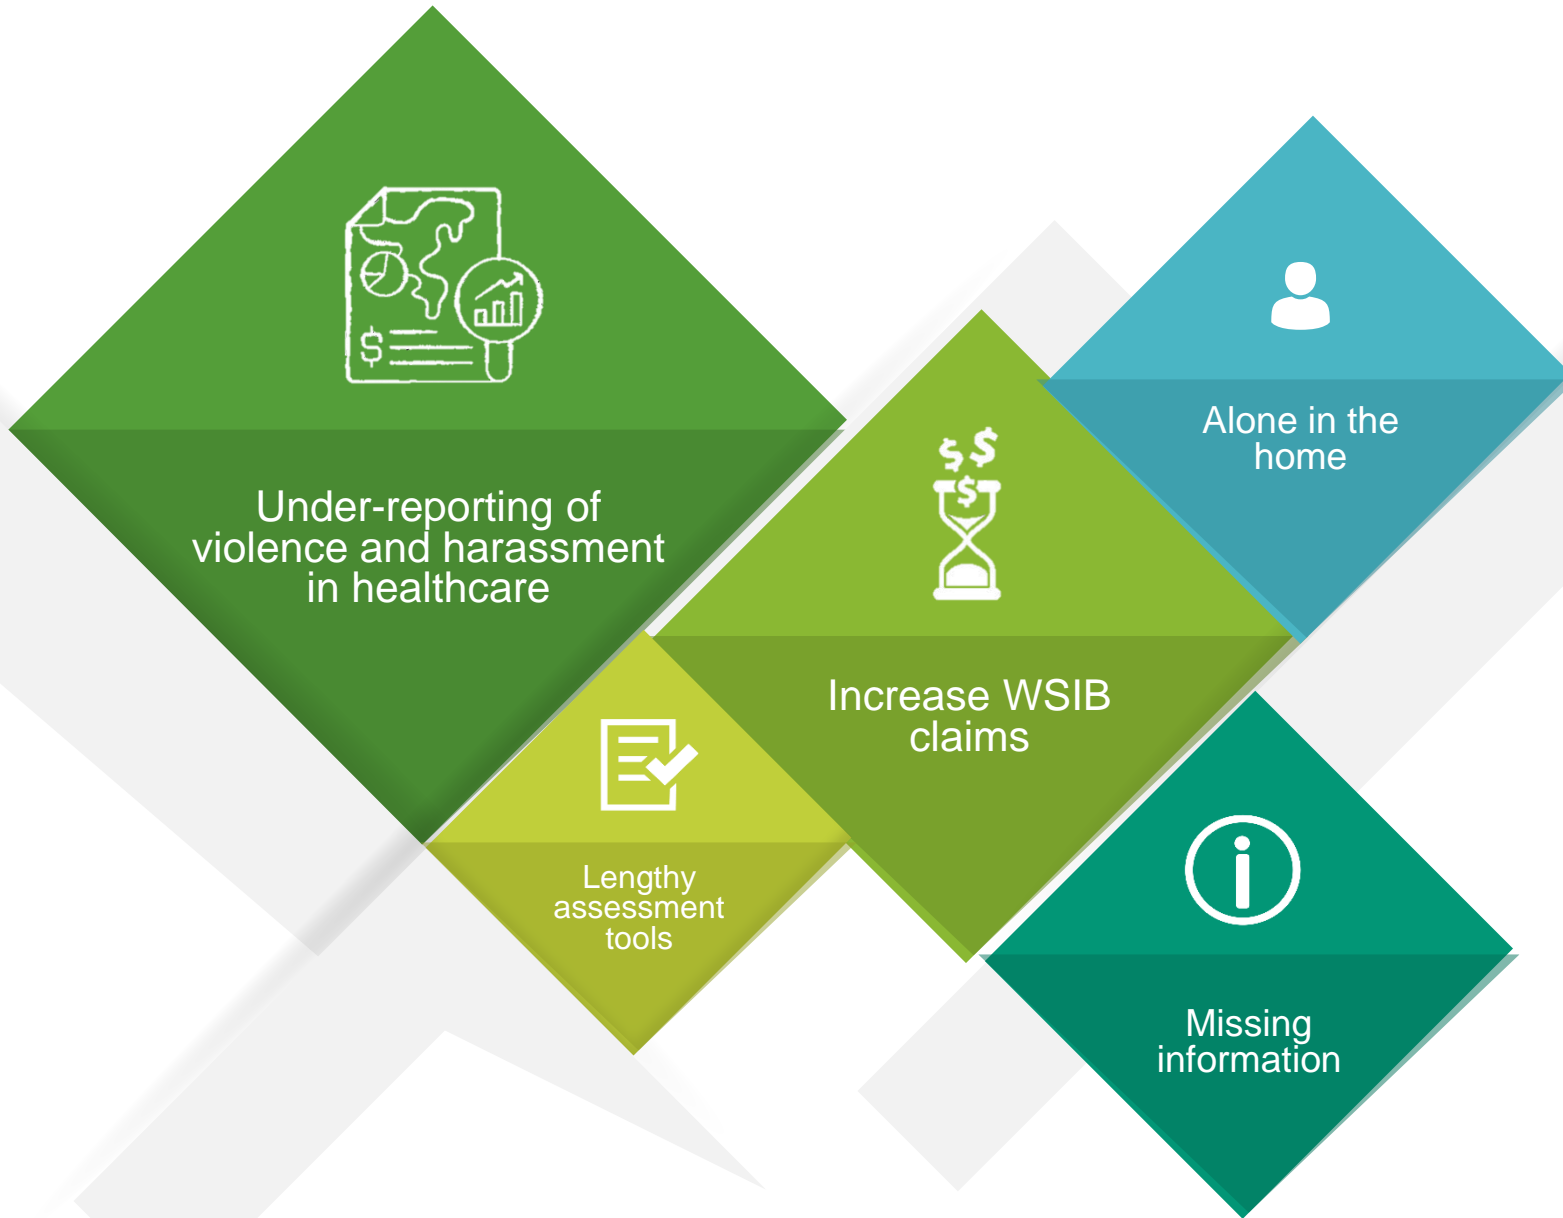 Under-reporting of
violence and harassment
in healthcare
Lengthy
assessment
tools
Increase WSIB
claims
Alone in the
home
Missing
information